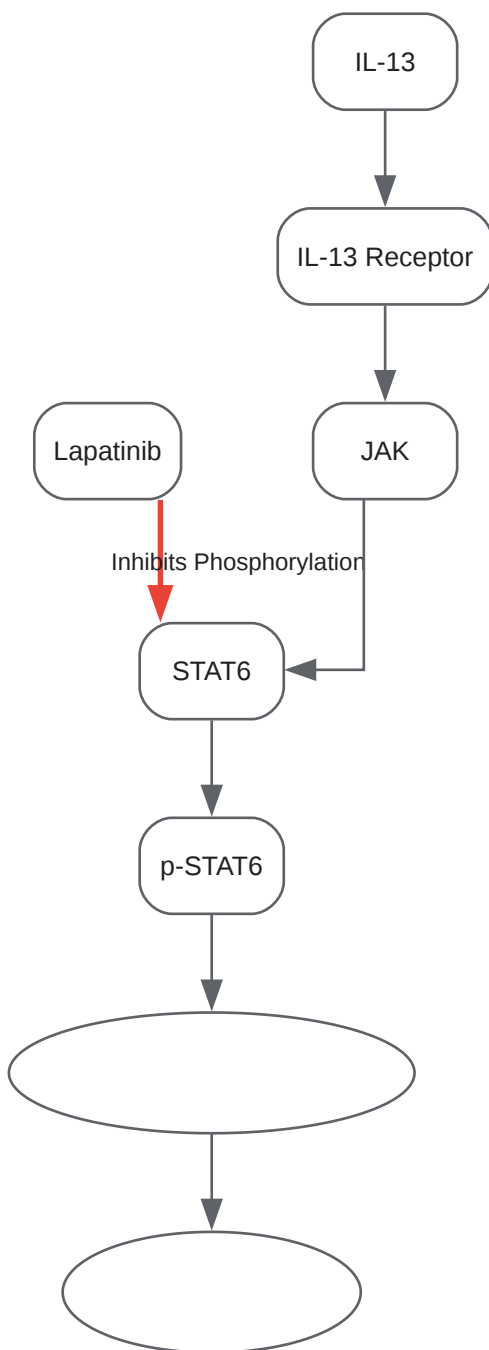 IL-13
IL-13 Receptor
Lapatinib
JAK
Inhibits Phosphorylation
STAT6
p-STAT6